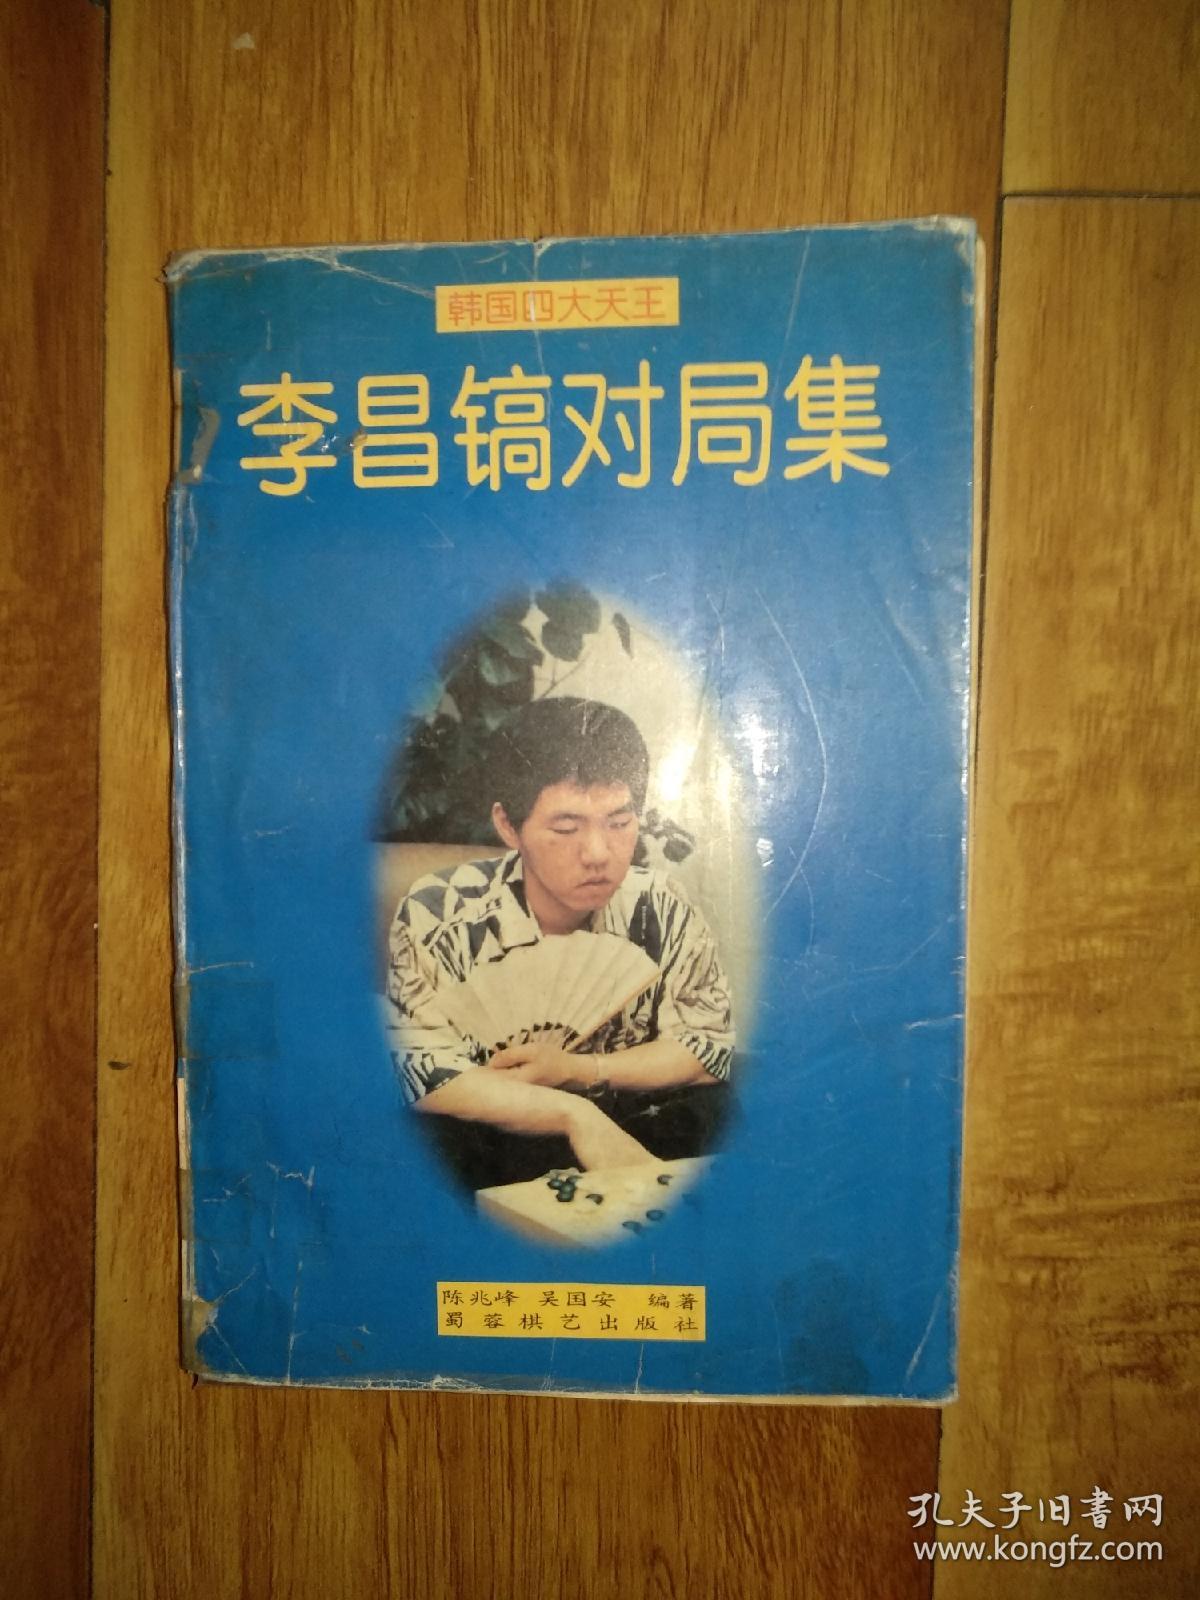 韩国四大天王
李昌镐对局集
陈兆峰 吴国安 编著
蜀蓉棋艺出版社
孔夫子旧书网
www.kongfz.com